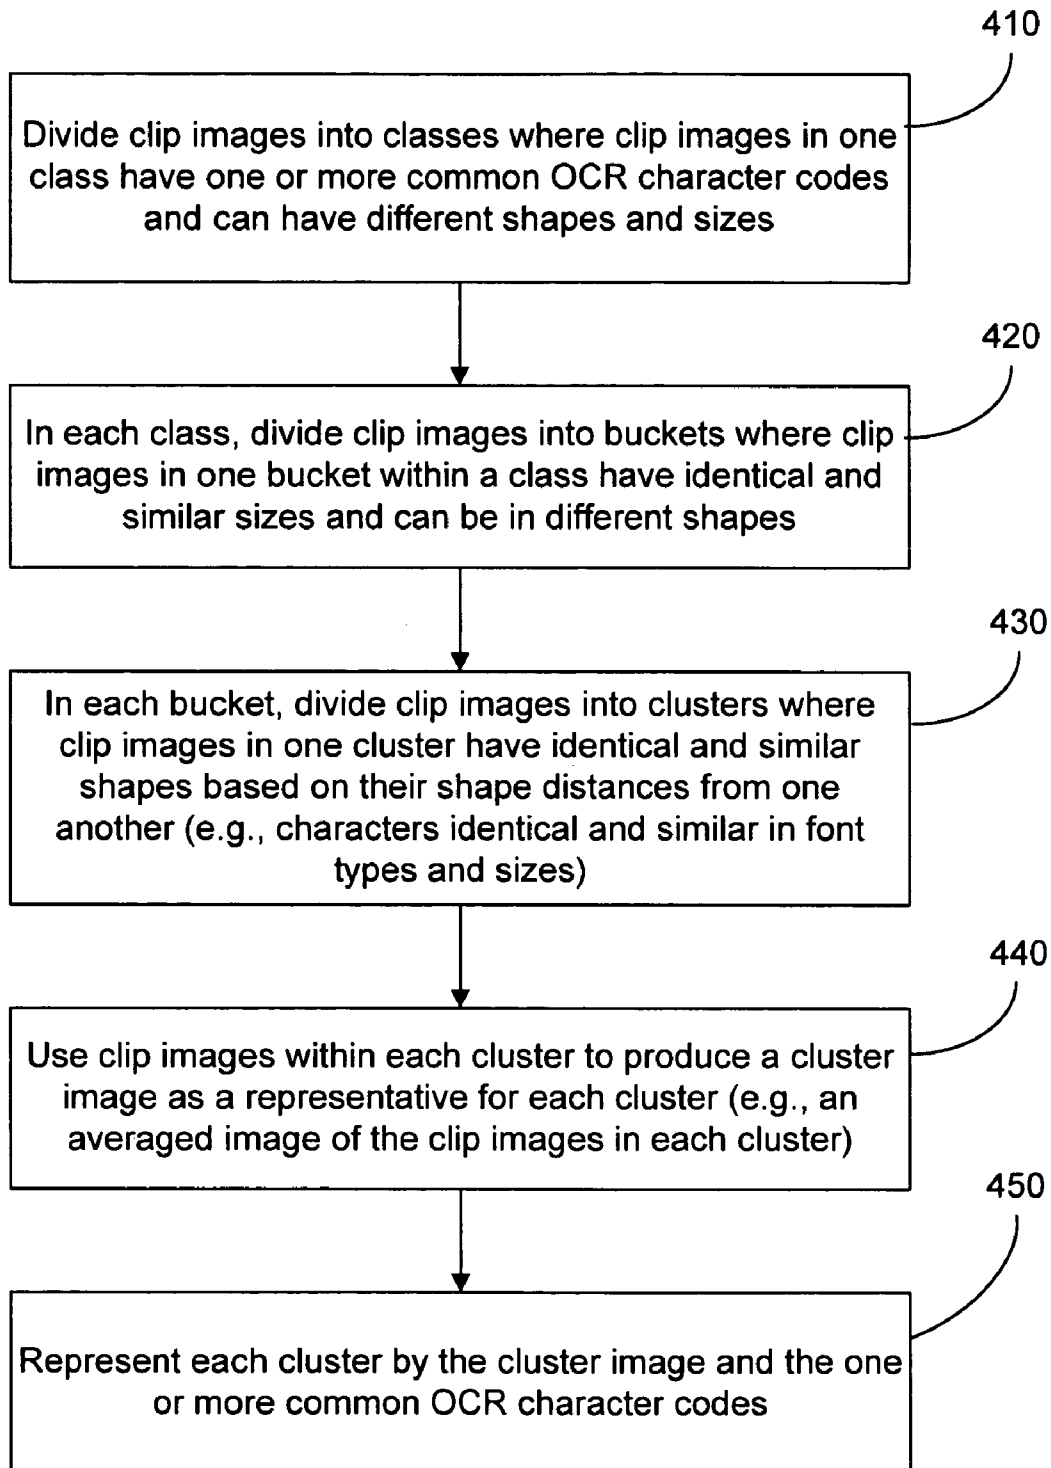 410
Divide clip images into classes where clip images in one
class have one or more common OCR character codes
and can have different shapes and sizes
420
In each class, divide clip images into buckets where clip
images in one bucket within a class have identical and
similar sizes and can be in different shapes
430
In each bucket, divide clip images into clusters where
clip images in one cluster have identical and similar
shapes based on their shape distances from one
another (e.g., characters identical and similar in font
types and sizes)
440
Use clip images within each cluster to produce a cluster
image as a representative for each cluster (e.g., an
averaged image of the clip images in each cluster)
450
Represent each cluster by the cluster image and the one
or more common OCR character codes